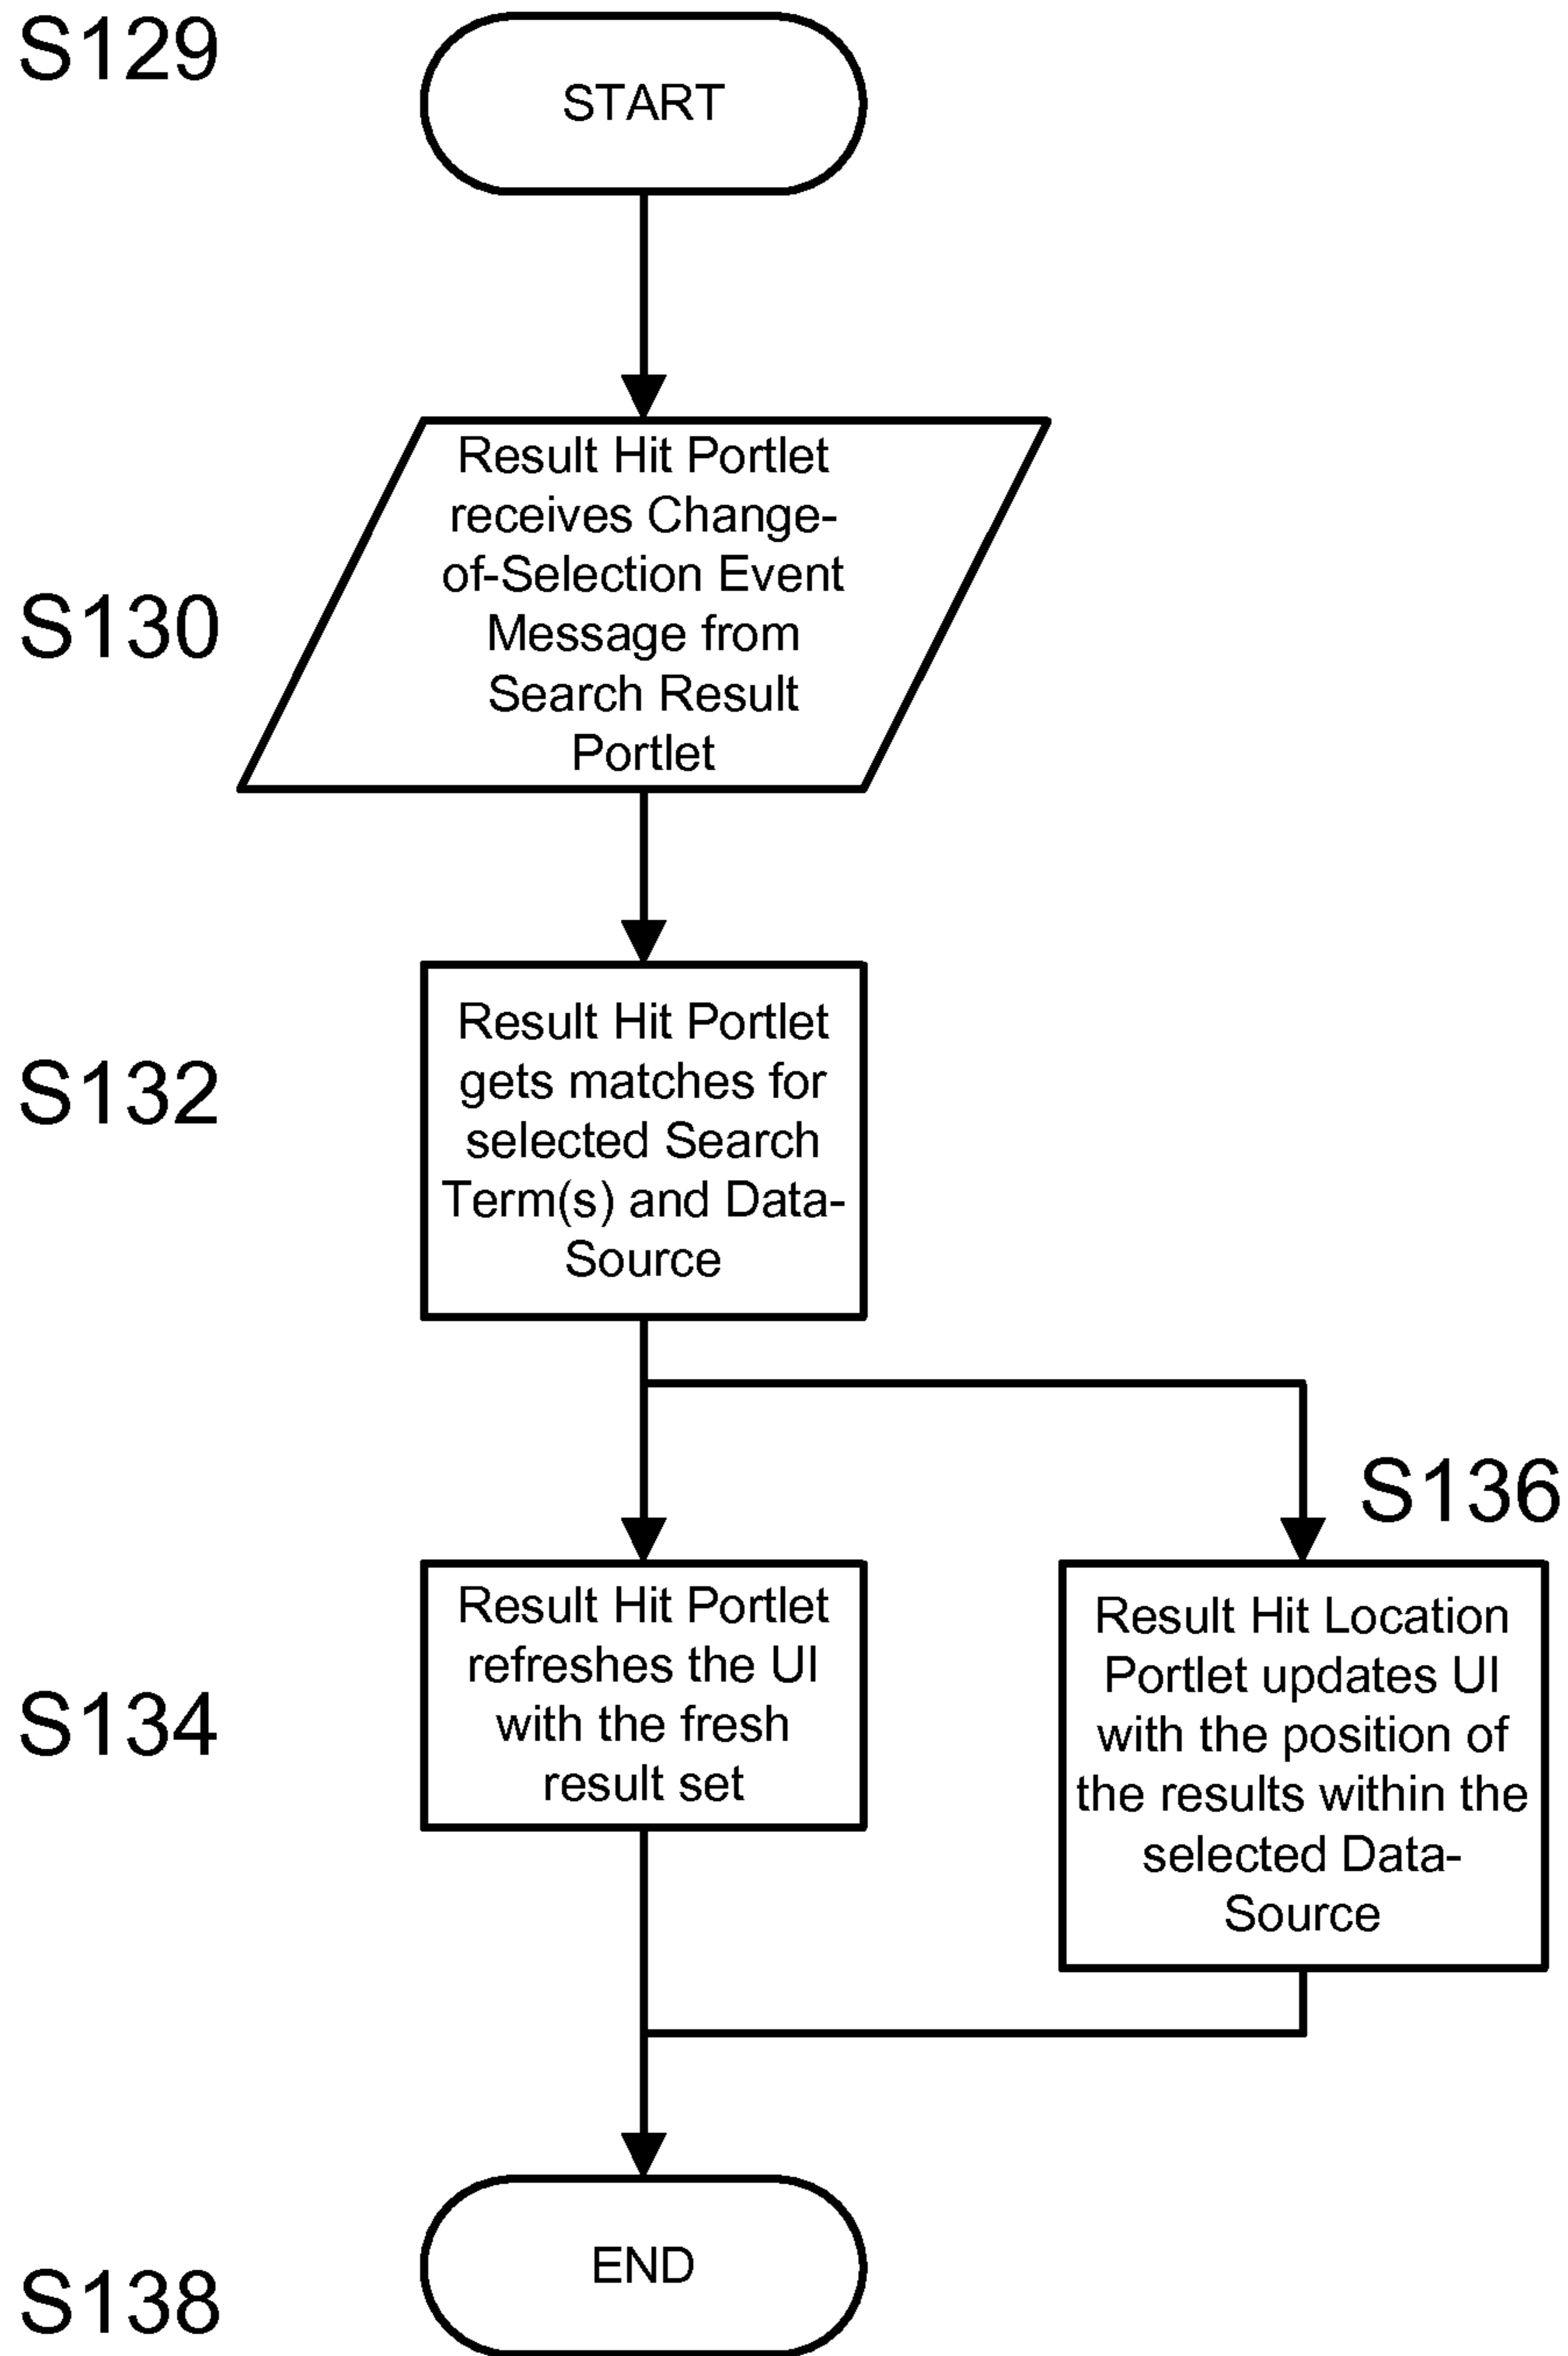 S129
START
S130
Result Hit Portlet
receives Change-
of-Selection Event
Message from
Search Result
Portlet
S132
Result Hit Portlet
gets matches for
selected Search
Term(s) and Data-
Source
S134
Result Hit Portlet
refreshes the UI
with the fresh
result set
S136
Result Hit Location
Portlet updates UI
with the position of
the results within the
selected Data-
Source
S138
END